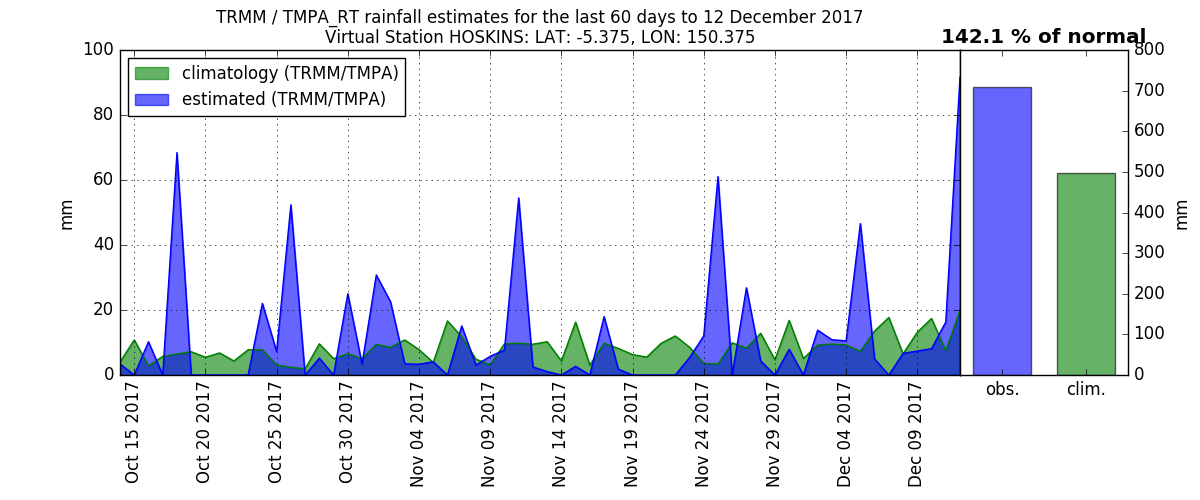 TRMM / TMPA_RT rainfall estimates for the last 60 days to 12 December 2017
Virtual Station HOSKINS: LAT: -5.375, LON: 150.375
142.1 % of normal
climatology (TRMM/TMPA)
estimated (TRMM/TMPA)
100
80
60
40
20
0
mm
Oct 15 2017
Oct 20 2017
Oct 25 2017
Oct 30 2017
Nov 04 2017
Nov 09 2017
Nov 14 2017
Nov 19 2017
Nov 24 2017
Nov 29 2017
Dec 04 2017
Dec 09 2017
obs.
clim.
800
700
600
500
400
300
200
100
0
mm